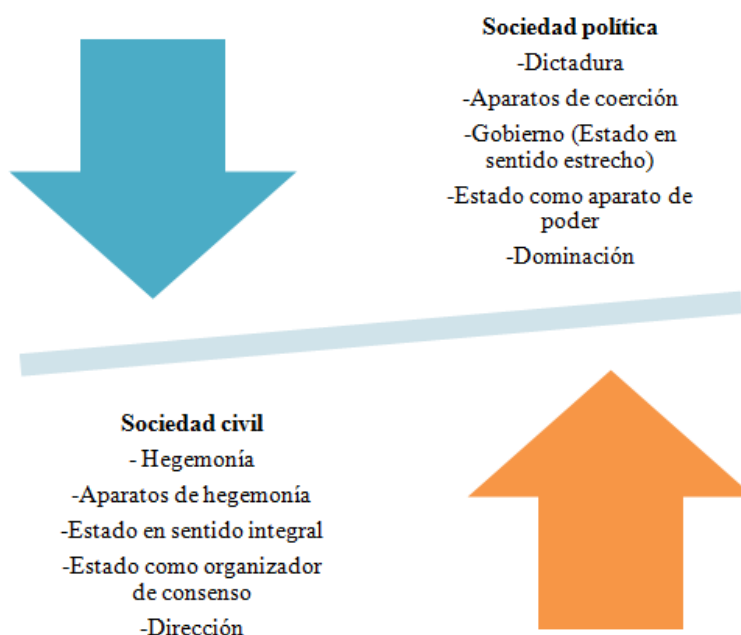 Sociedad política
-Dictadura
-Aparatos de coerción
-Gobierno (Estado en
sentido estrecho)
-Estado como aparato de
poder
-Dominación
Sociedad civil
- Hegemonía
-Aparatos de hegemonía
-Estado en sentido integral
-Estado como organizador
de consenso
-Dirección